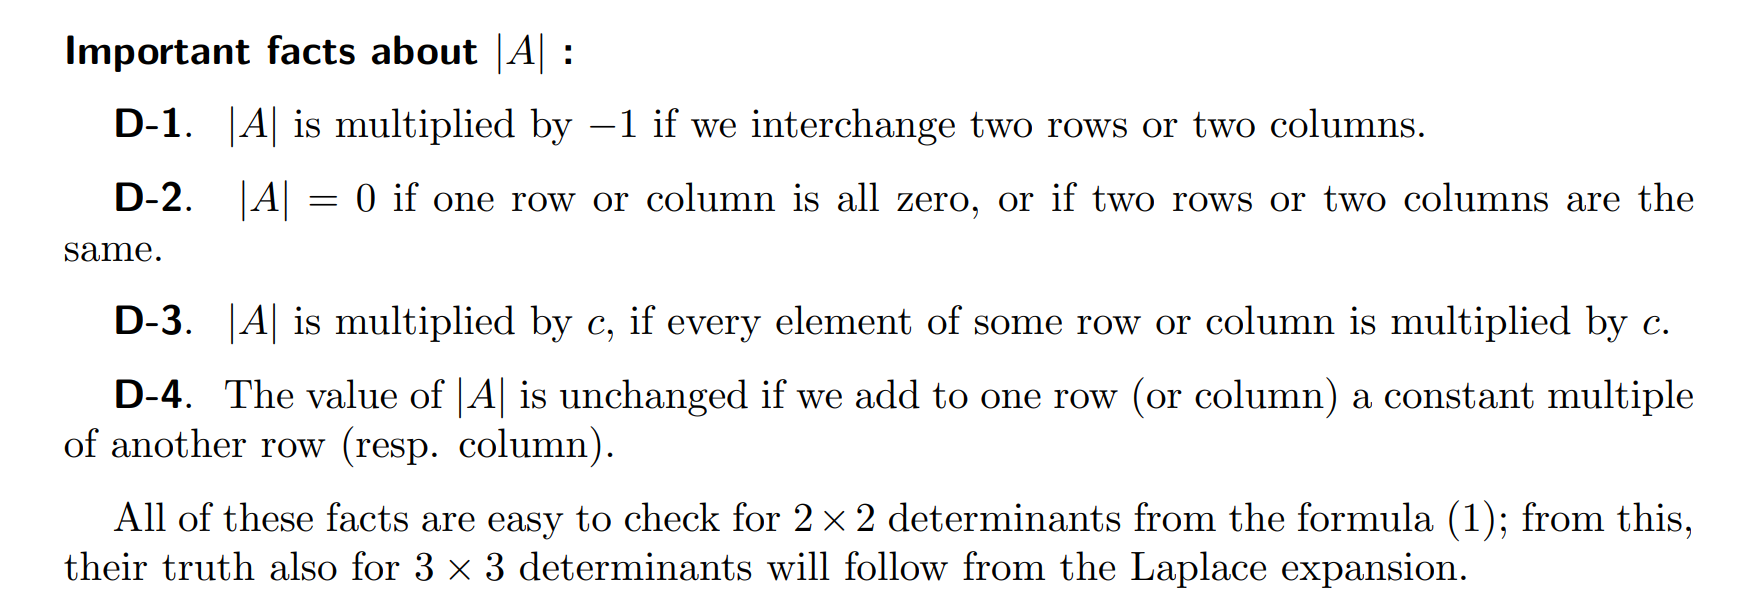 Important facts about |A| :
D-1. |A| is multiplied by −1 if we interchange two rows or two columns.
D-2. |A| = 0 if one row or column is all zero, or if two rows or two columns are the
same.
D-3. |A| is multiplied by c, if every element of some row or column is multiplied by c.
D-4. The value of |A| is unchanged if we add to one row (or column) a constant multiple
of another row (resp. column).
All of these facts are easy to check for 2 × 2 determinants from the formula (1); from this,
their truth also for 3 × 3 determinants will follow from the Laplace expansion.